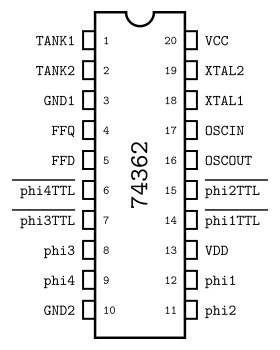 TANK1 1 20 VCC
TANK2 2 19 XTAL2
GND1 3 18 XTAL1
FFQ 4 17 OSCIN
FFD 5 16 OSCOUT
phi4TTL 6 15 phi2TTL
phi3TTL 7 14 phi1TTL
phi3 8 13 VDD
phi4 9 12 phi1
GND2 10 11 phi2
74362